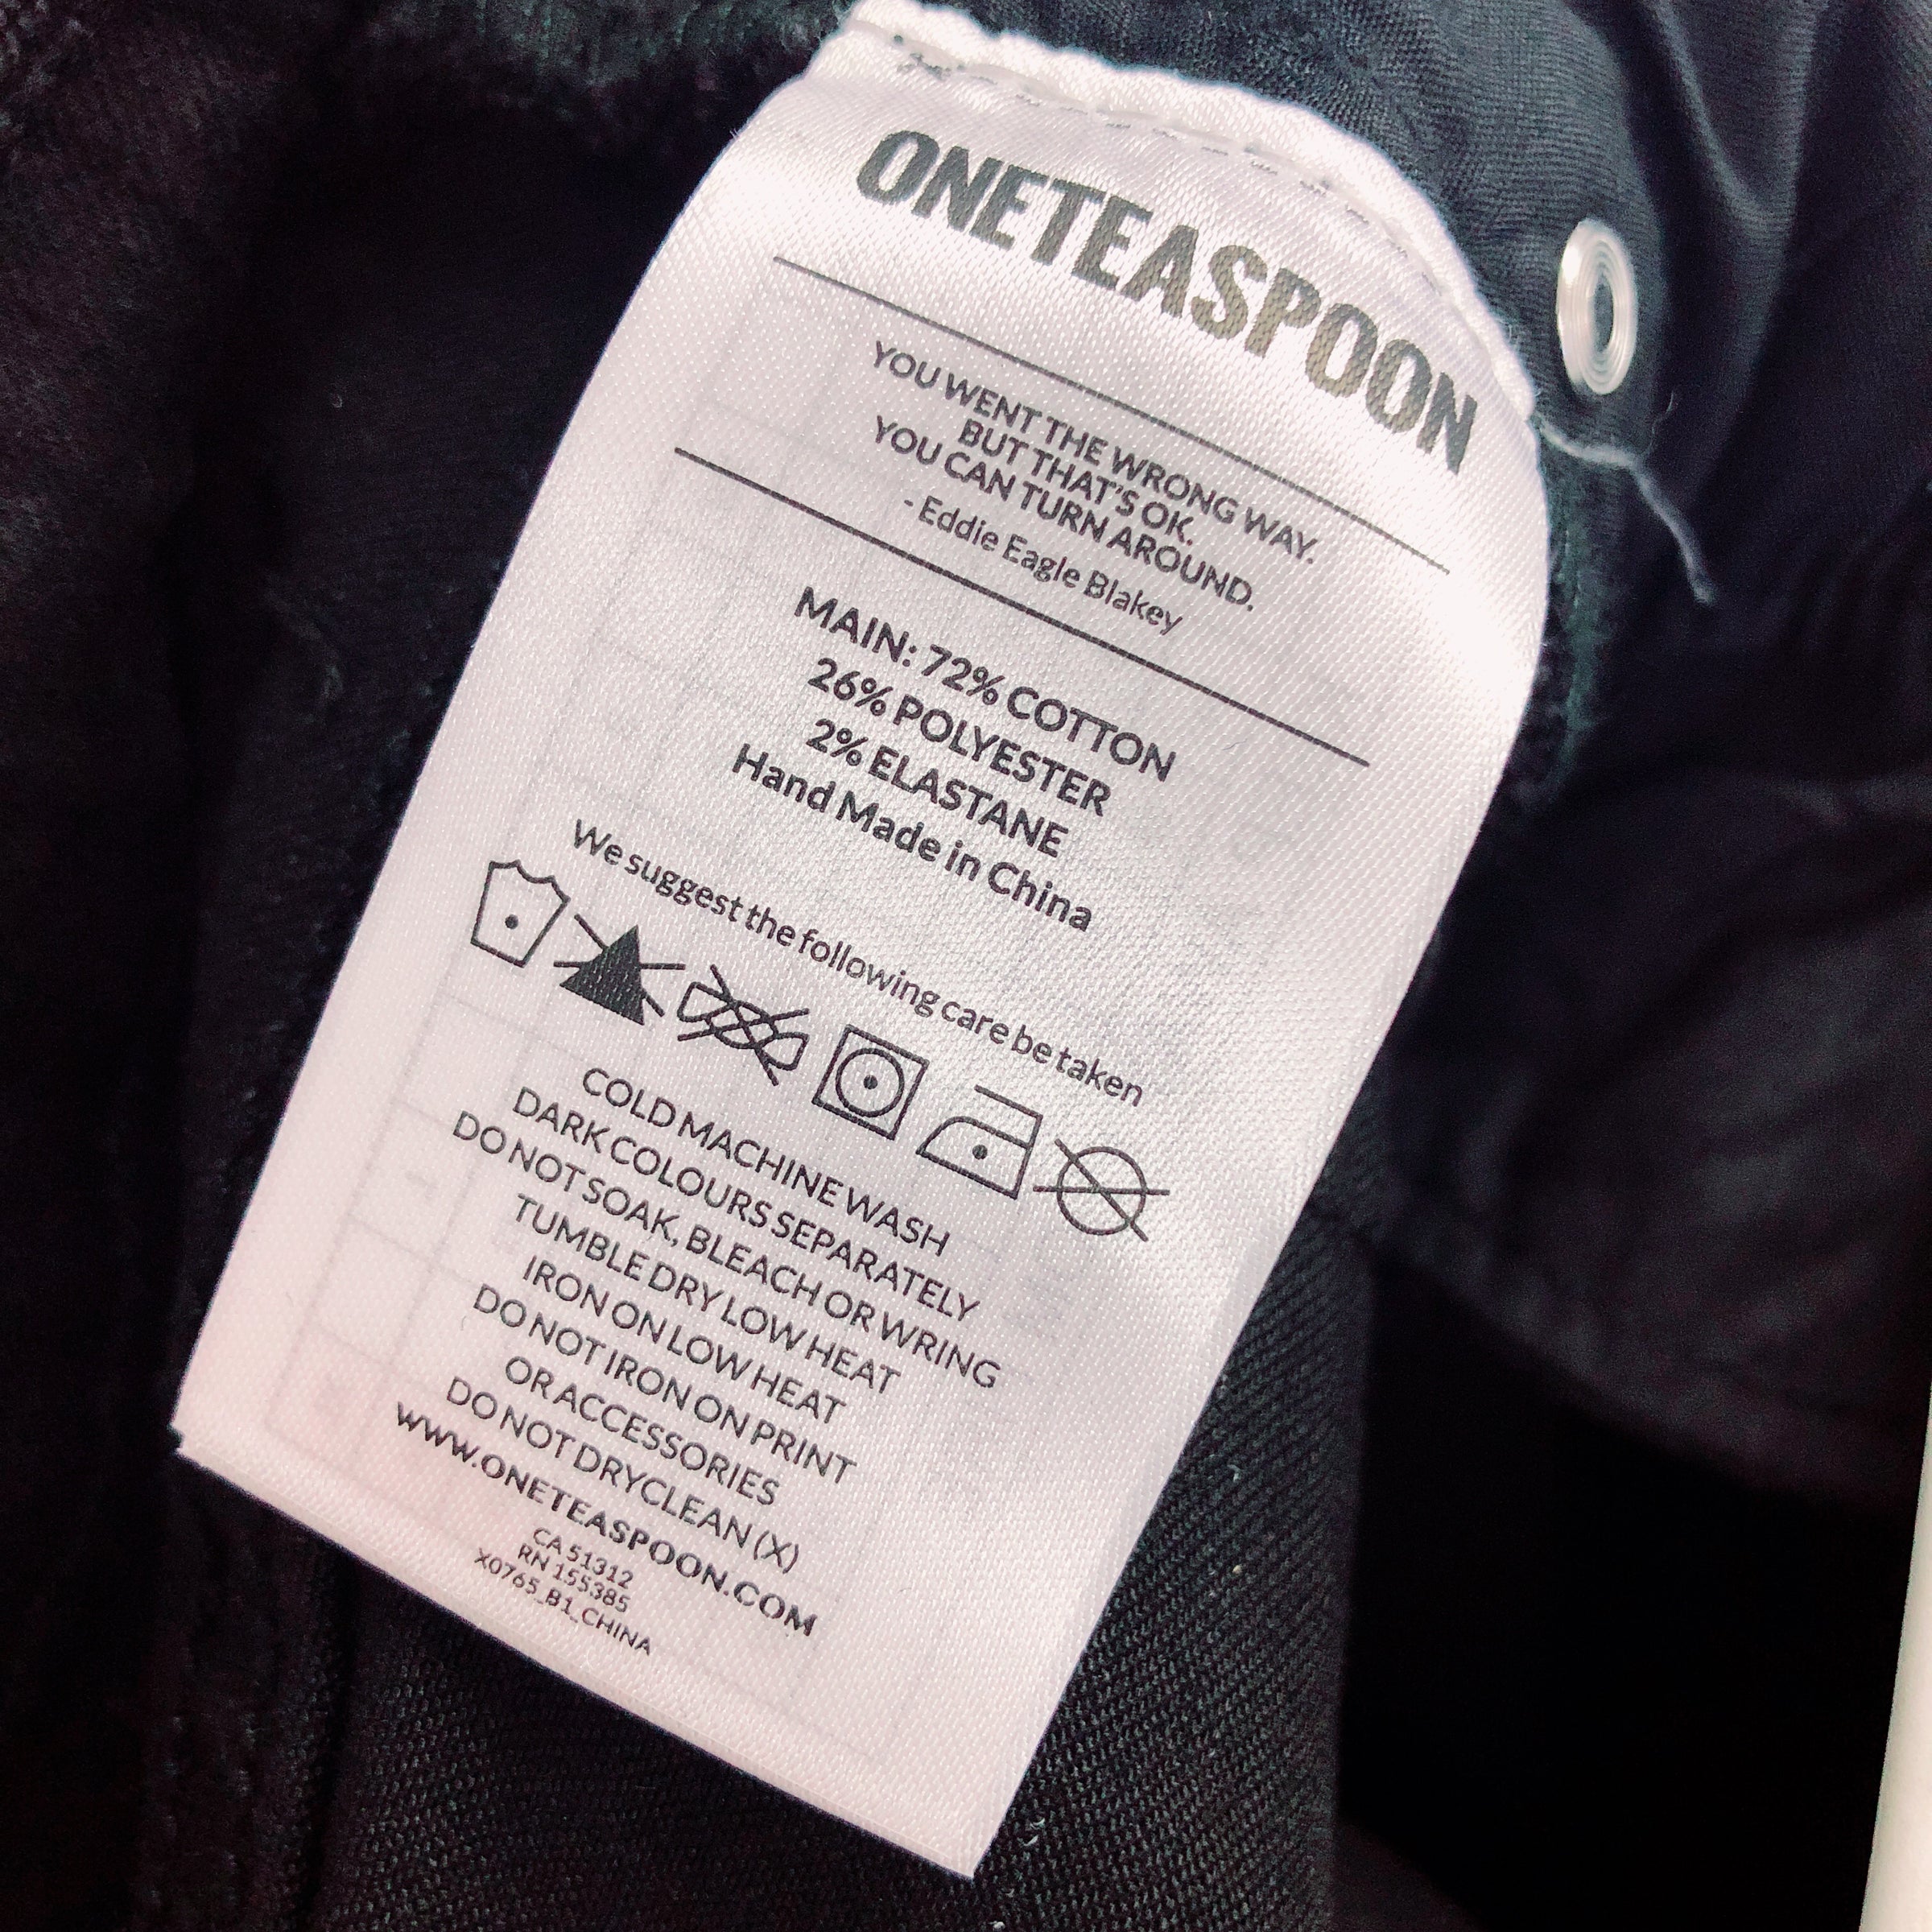 ONETEASPOON
YOU WENT THE WRONG WAY.
BUT THAT'S OK.
YOU CAN TURN AROUND.
- Eddie Eagle Blakey
MAIN: 72% COTTON
26% POLYESTER
2% ELASTANE
Hand Made in China
We suggest the following care be taken
COLD MACHINE WASH
DARK COLOURS SEPARATELY
DO NOT SOAK, BLEACH OR WRING
TUMBLE DRY LOW HEAT
IRON ON LOW HEAT
DO NOT IRON ON PRINT
OR ACCESSORIES
DO NOT DRYCLEAN (X)
WWW.ONETEASPOON.COM
CA 51312
RN 155385
X0765_B1_CHINA